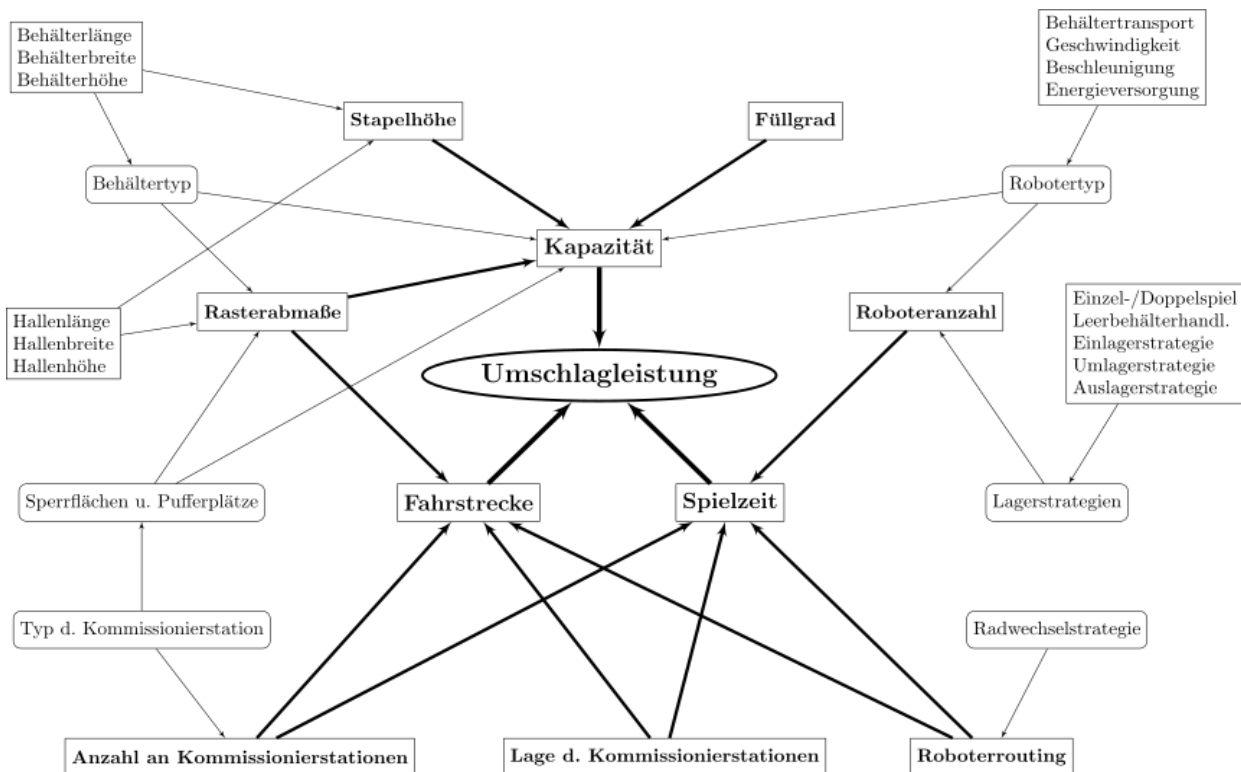 Behälterlänge
Behälterbreite
Behälterhöhe
Behältertransport
Geschwindigkeit
Beschleunigung
Energieversorgung
Stapelhöhe
Füllgrad
Behältertyp
Robotertyp
Kapazität
Rasterabmaße
Roboteranzahl
Hallenlänge
Hallenbreite
Hallenhöhe
Einzel-/Doppelspiel
Leerbehälterhandl.
Einlagerstrategie
Umlagerstrategie
Auslagerstrategie
Umschlagleistung
Sperrflächen u. Pufferplätze
Fahrstrecke
Spielzeit
Lagerstrategien
Typ d. Kommissionierstation
Radwechselstrategie
Anzahl an Kommissionierstationen
Lage d. Kommissionierstationen
Roboterrouting